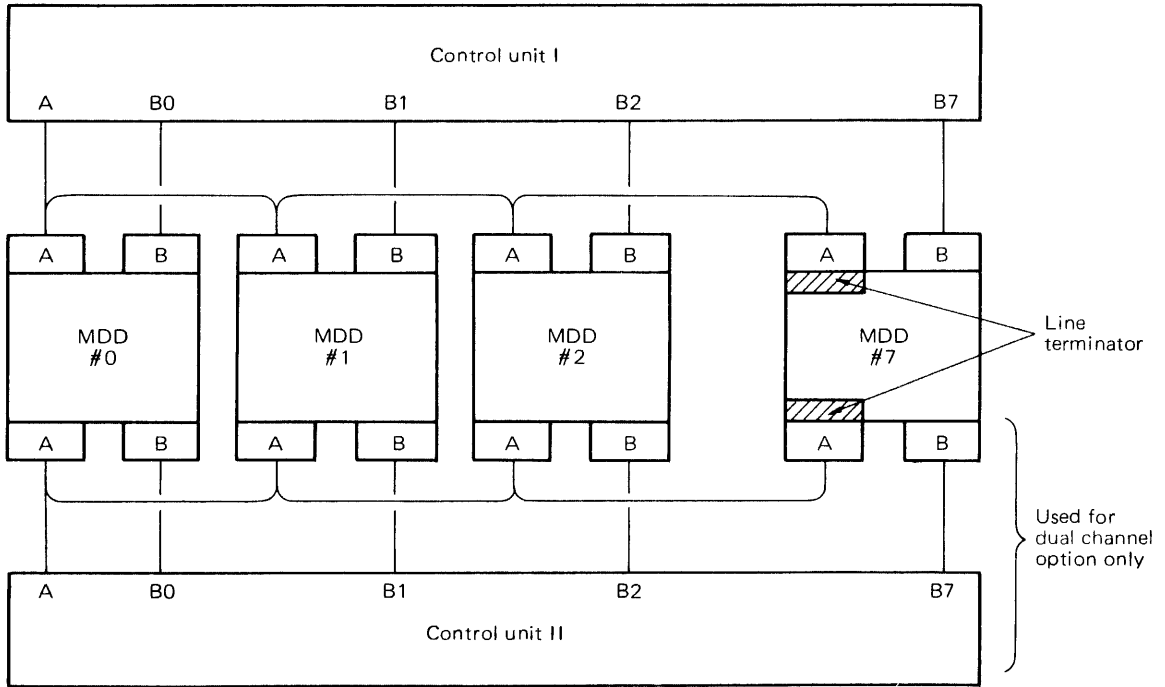 Control unit I
A B0 B1 B2 B7
A B A B A B A B
MDD
#0
MDD
#1
MDD
#2
MDD
#7
Line
terminator
A B A B A B A B
Used for
dual channel
option only
A B0 B1 B2 B7
Control unit II